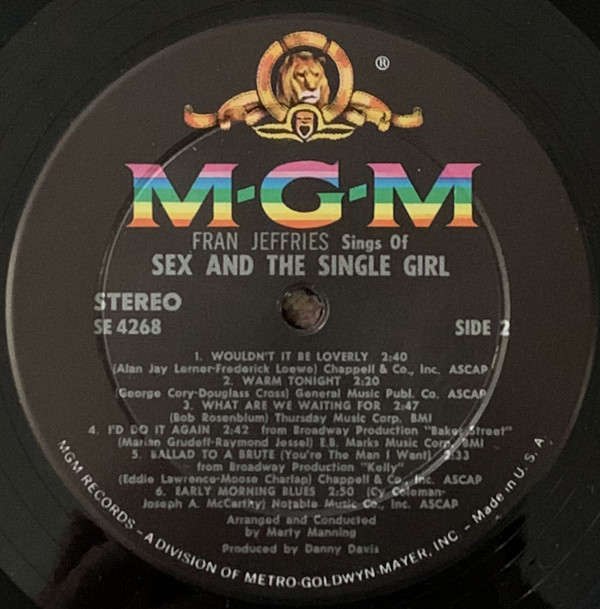 ®
M-G-M
FRAN JEFFRIES Sings Of
SEX AND THE SINGLE GIRL
STEREO
SE 4268
SIDE 2
1. WOULDN'T IT BE LOVERLY 2:40
(Alan Jay Lerner-Frederick Loewe) Chappell & Co., Inc. ASCAP
2. WARM TONIGHT 2:20
(George Cory-Douglass Cross) General Music Publ. Co. ASCAP
3. WHAT ARE WE WAITING FOR 2:47
(Bob Rosenblum) Thursday Music Corp. BMI
4. I'D DO IT AGAIN 2:42 from Broadway Production "Baker Street"
(Marian Grudeff-Raymond Jessel) E.B. Marks Music Corp. BMI
5. BALLAD TO A BRUTE (You're The Man I Want) 2:33
from Broadway Production "Kelly"
(Eddie Lawrence-Moose Charlap) Chappell & Co., Inc. ASCAP
6. EARLY MORNING BLUES 2:50 (Cy Coleman-
Joseph A. McCarthy) Notable Music Co., Inc. ASCAP
Arranged and Conducted
by Marty Manning
Produced by Danny Davis
MGM RECORDS - A DIVISION OF METRO-GOLDWYN-MAYER, INC - Made in U. S. A.